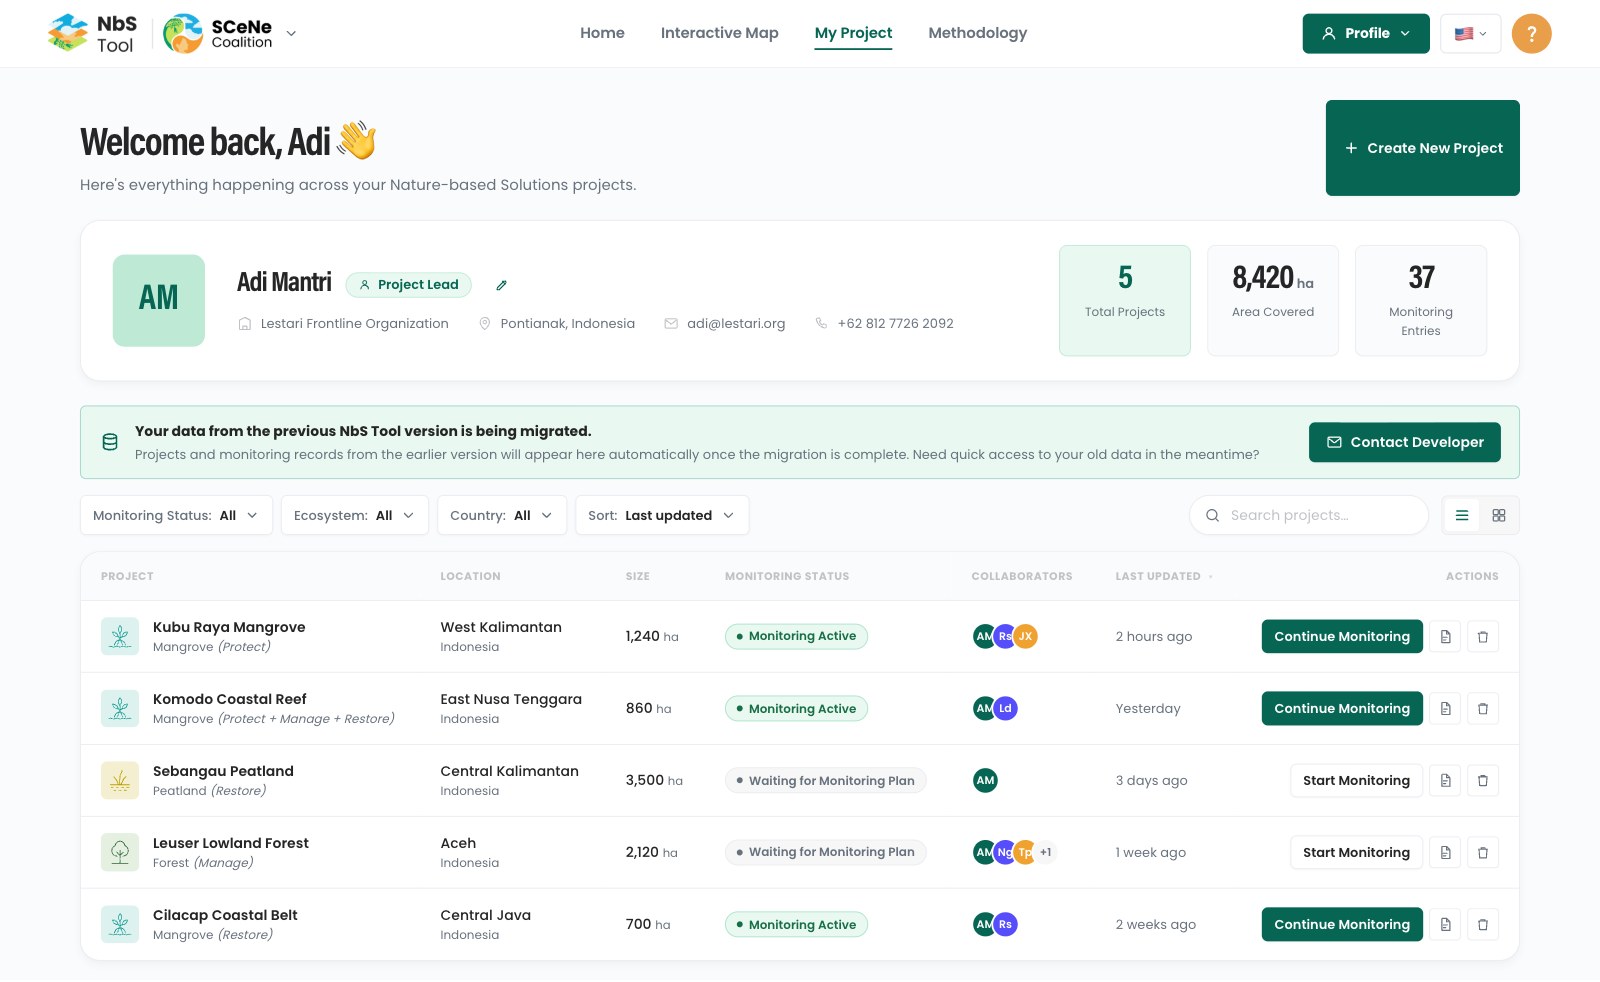 NbS
Tool
SCeNe
Coalition
Home
Interactive Map
My Project
Methodology
Profile
?
Welcome back, Adi 👋
Here's everything happening across your Nature-based Solutions projects.
+ Create New Project
AM
Adi Mantri
Project Lead
Lestari Frontline Organization
Pontianak, Indonesia
adi@lestari.org
+62 812 7726 2092
5
Total Projects
8,420 ha
Area Covered
37
Monitoring
Entries
Your data from the previous NbS Tool version is being migrated.
Projects and monitoring records from the earlier version will appear here automatically once the migration is complete. Need quick access to your old data in the meantime?
Contact Developer
Monitoring Status: All
Ecosystem: All
Country: All
Sort: Last updated
Search projects...
PROJECT LOCATION SIZE MONITORING STATUS COLLABORATORS LAST UPDATED ACTIONS
Kubu Raya Mangrove
Mangrove (Protect)
West Kalimantan
Indonesia
1,240 ha
Monitoring Active
AM Rs JX
2 hours ago
Continue Monitoring
Komodo Coastal Reef
Mangrove (Protect + Manage + Restore)
East Nusa Tenggara
Indonesia
860 ha
Monitoring Active
AM Ld
Yesterday
Continue Monitoring
Sebangau Peatland
Peatland (Restore)
Central Kalimantan
Indonesia
3,500 ha
Waiting for Monitoring Plan
AM
3 days ago
Start Monitoring
Leuser Lowland Forest
Forest (Manage)
Aceh
Indonesia
2,120 ha
Waiting for Monitoring Plan
AM Ng Tp +1
1 week ago
Start Monitoring
Cilacap Coastal Belt
Mangrove (Restore)
Central Java
Indonesia
700 ha
Monitoring Active
AM Rs
2 weeks ago
Continue Monitoring